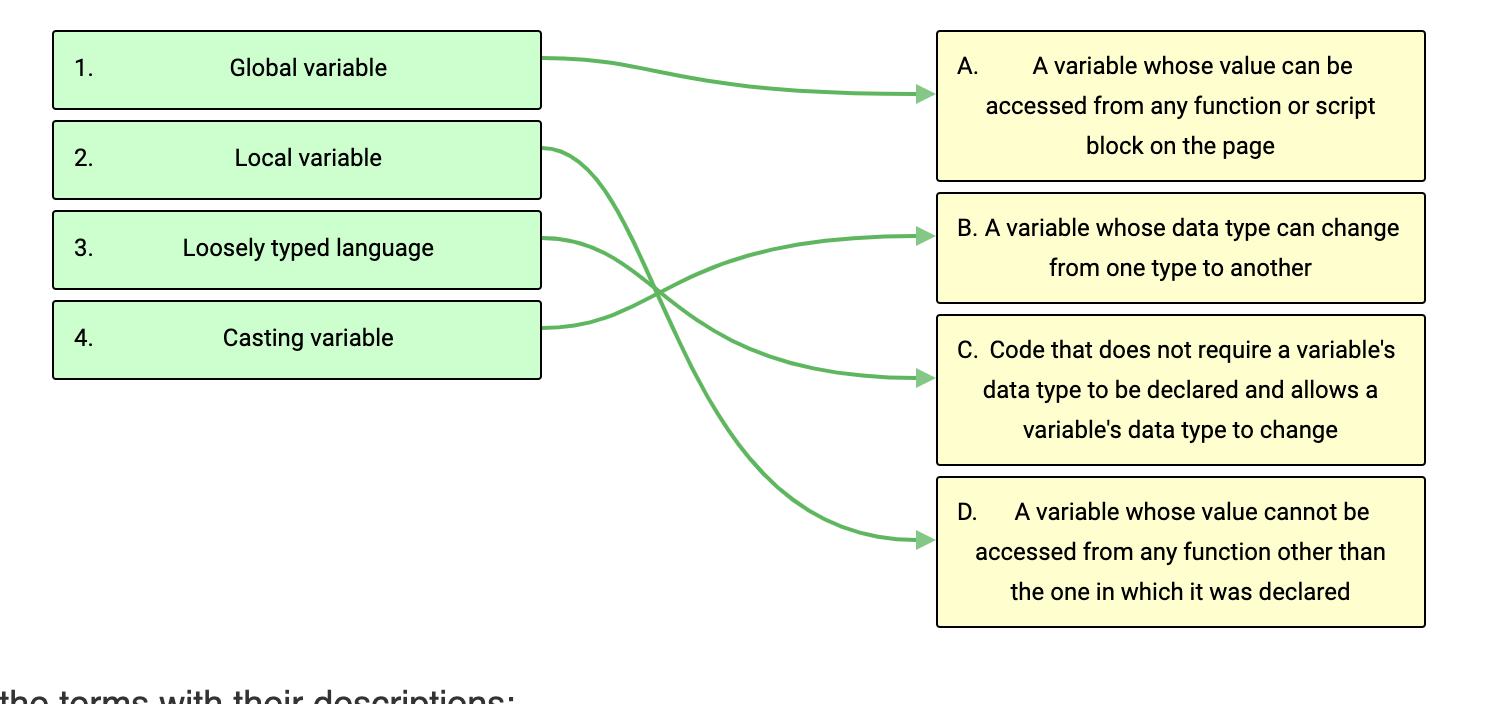 1. Global variable
2. Local variable
3. Loosely typed language
4. Casting variable
A. A variable whose value can be
accessed from any function or script
block on the page
B. A variable whose data type can change
from one type to another
C. Code that does not require a variable's
data type to be declared and allows a
variable's data type to change
D. A variable whose value cannot be
accessed from any function other than
the one in which it was declared
the terms with their descriptions: